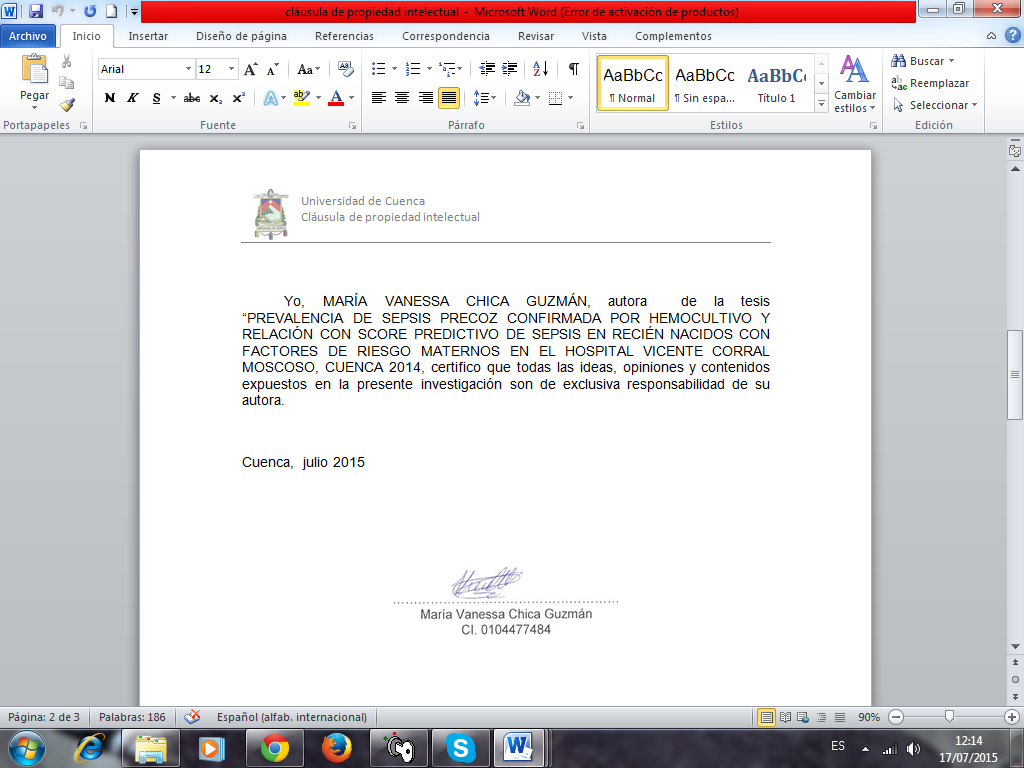 cláusula de propiedad intelectual - Microsoft Word (Error de activación de productos)
Archivo Inicio Insertar Diseño de página Referencias Correspondencia Revisar Vista Complementos
Pegar
Arial 12
AaBbCc AaBbCc AaBbC
¶ Normal ¶ Sin espa... Título 1
Cambiar estilos
Buscar
Reemplazar
Seleccionar
Portapapeles Fuente Párrafo Estilos Edición
Universidad de Cuenca
Cláusula de propiedad intelectual
Yo, MARÍA VANESSA CHICA GUZMÁN, autora de la tesis
“PREVALENCIA DE SEPSIS PRECOZ CONFIRMADA POR HEMOCULTIVO Y
RELACIÓN CON SCORE PREDICTIVO DE SEPSIS EN RECIÉN NACIDOS CON
FACTORES DE RIESGO MATERNOS EN EL HOSPITAL VICENTE CORRAL
MOSCOSO, CUENCA 2014, certifico que todas las ideas, opiniones y contenidos
expuestos en la presente investigación son de exclusiva responsabilidad de su
autora.
Cuenca, julio 2015
María Vanessa Chica Guzmán
CI. 0104477484
Página: 2 de 3 Palabras: 186 Español (alfab. internacional) 90%
ES 12:14
17/07/2015